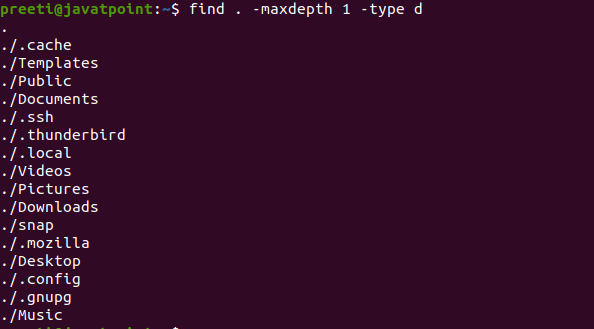 preeti@javatpoint:~$ find . -maxdepth 1 -type d
.
./.cache
./Templates
./Public
./Documents
./.ssh
./.thunderbird
./.local
./Videos
./Pictures
./Downloads
./snap
./.mozilla
./Desktop
./.config
./.gnupg
./Music